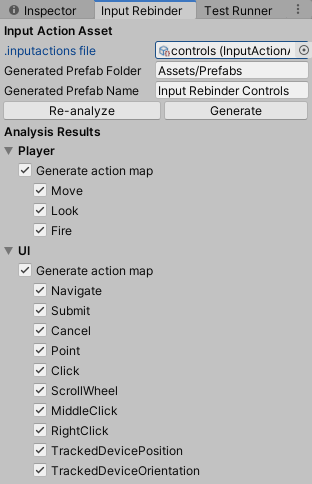 Inspector Input Rebinder Test Runner
Input Action Asset
.inputactions file controls (InputActionA
Generated Prefab Folder Assets/Prefabs
Generated Prefab Name Input Rebinder Controls
Re-analyze Generate
Analysis Results
Player
Generate action map
Move
Look
Fire
UI
Generate action map
Navigate
Submit
Cancel
Point
Click
ScrollWheel
MiddleClick
RightClick
TrackedDevicePosition
TrackedDeviceOrientation